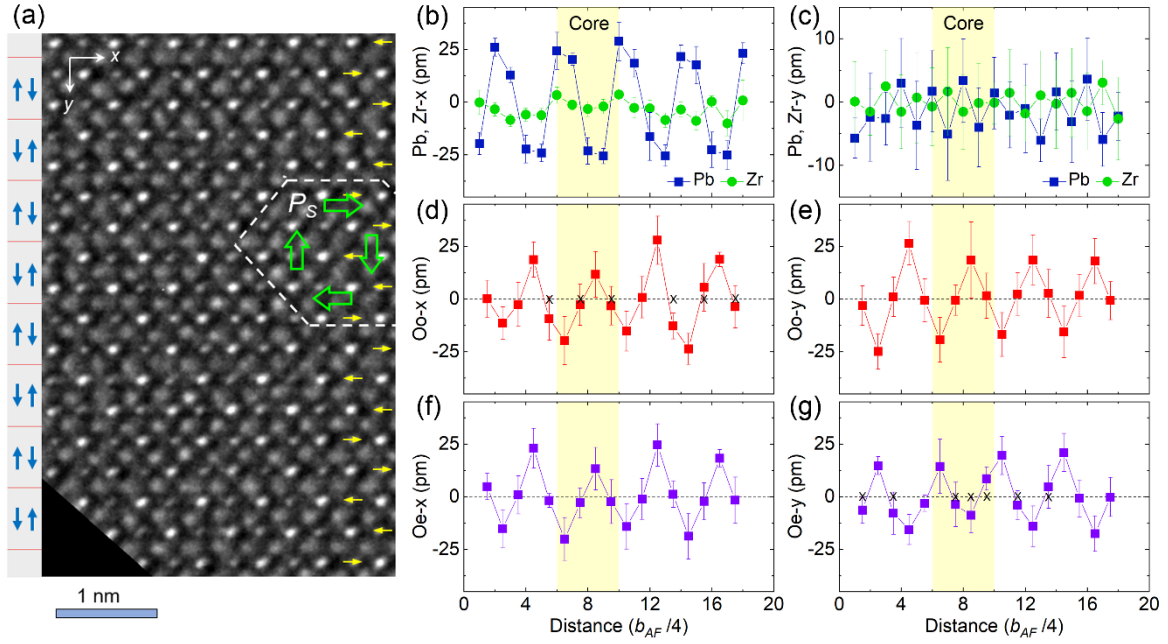 (a)
x
y
P_S
1 nm
(b)
Core
Pb, Zr-x (pm)
25
0
-25
Pb Zr
(c)
Core
Pb, Zr-y (pm)
10
0
-10
Pb Zr
(d)
Oo-x (pm)
25
0
-25
x x x x x x
(e)
Oo-y (pm)
25
0
-25
(f)
Oe-x (pm)
25
0
-25
0 4 8 12 16 20
Distance (b_AF /4)
(g)
Oe-y (pm)
25
0
-25
x x x x x x x
0 4 8 12 16 20
Distance (b_AF /4)